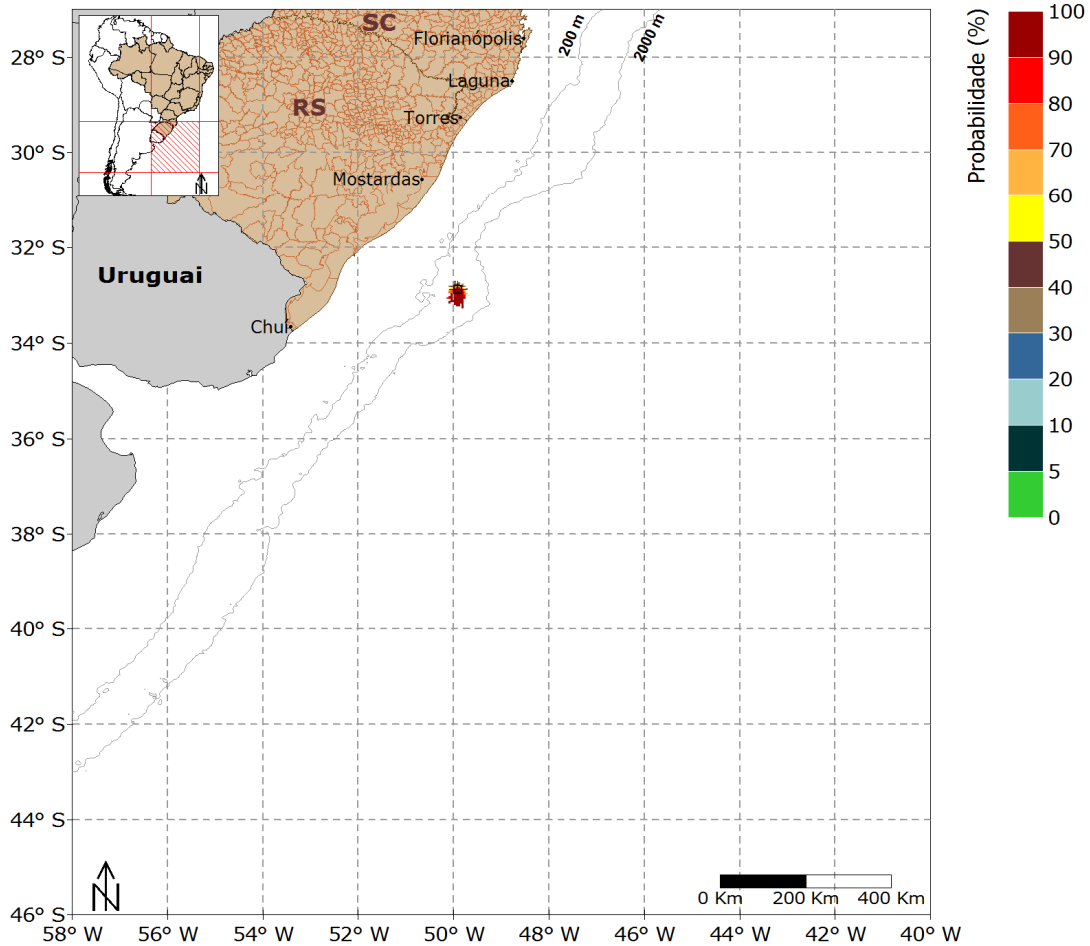 SC
Florianópolis
200 m
2000 m
28° S
Laguna
RS
Torres
30° S
Mostardas
32° S
Uruguai
Chuí
34° S
36° S
38° S
40° S
42° S
44° S
46° S
N
N
0 Km 200 Km 400 Km
58° W 56° W 54° W 52° W 50° W 48° W 46° W 44° W 42° W 40° W
Probabilidade (%)
100
90
80
70
60
50
40
30
20
10
5
0